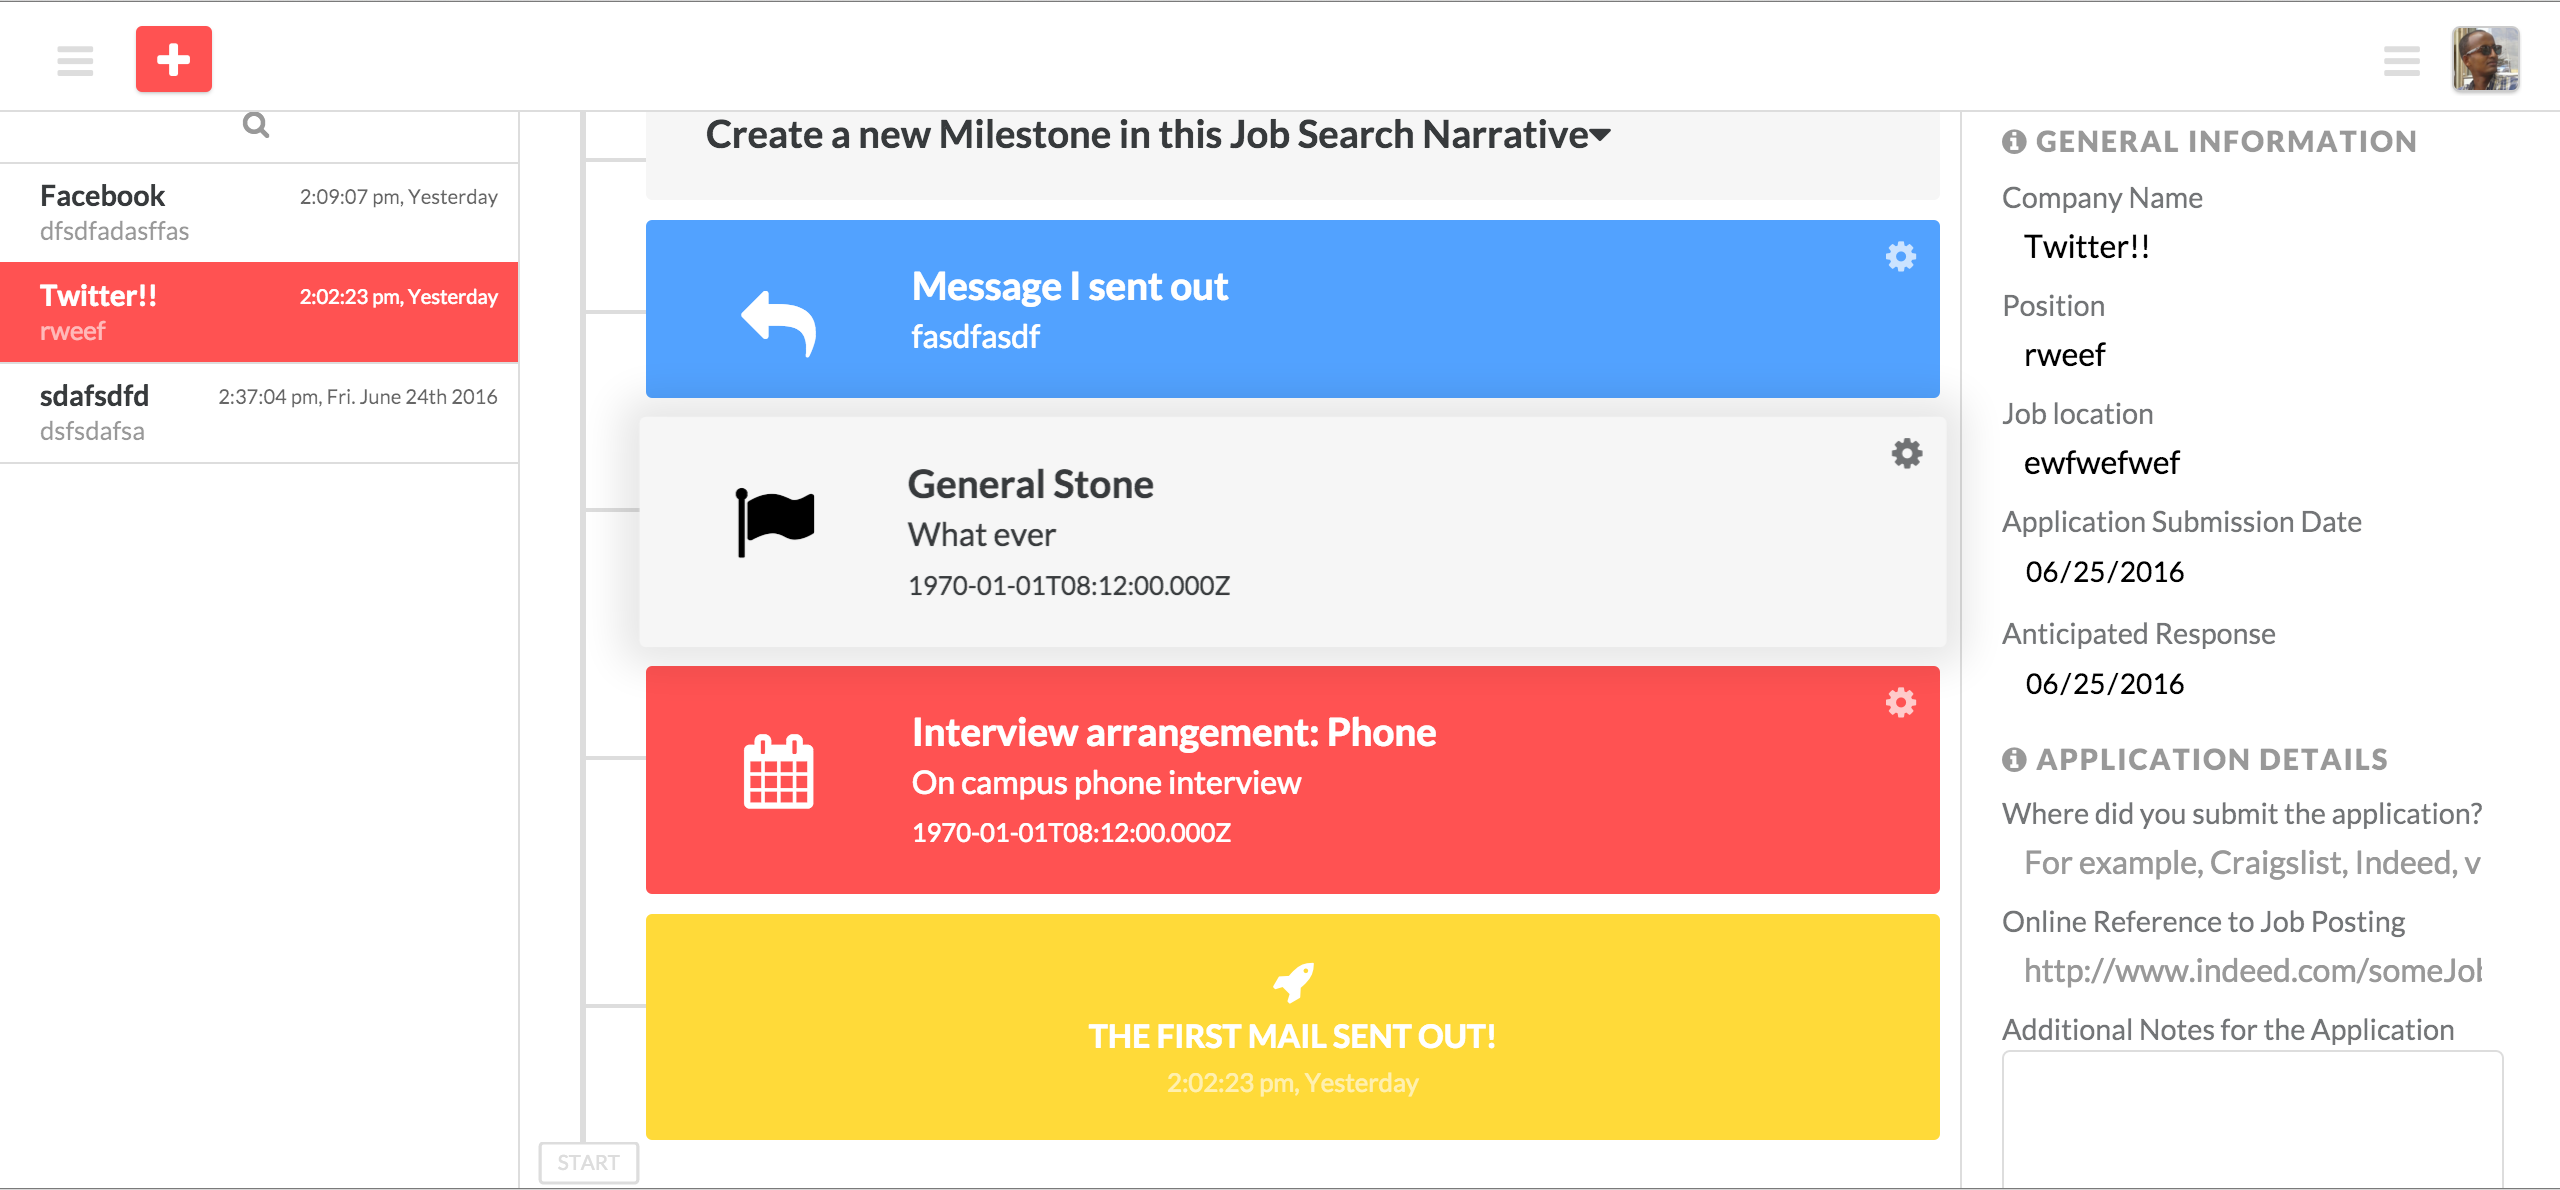 Facebook
2:09:07 pm, Yesterday
dfsdfadasffas
Twitter!!
2:02:23 pm, Yesterday
rweef
sdafsdfd
2:37:04 pm, Fri. June 24th 2016
dsfsdafsa
Create a new Milestone in this Job Search Narrative
Message I sent out
fasdfasdf
General Stone
What ever
1970-01-01T08:12:00.000Z
Interview arrangement: Phone
On campus phone interview
1970-01-01T08:12:00.000Z
THE FIRST MAIL SENT OUT!
2:02:23 pm, Yesterday
START
GENERAL INFORMATION
Company Name
Twitter!!
Position
rweef
Job location
ewfwefwef
Application Submission Date
06/25/2016
Anticipated Response
06/25/2016
APPLICATION DETAILS
Where did you submit the application?
For example, Craigslist, Indeed, v
Online Reference to Job Posting
http://www.indeed.com/someJob
Additional Notes for the Application